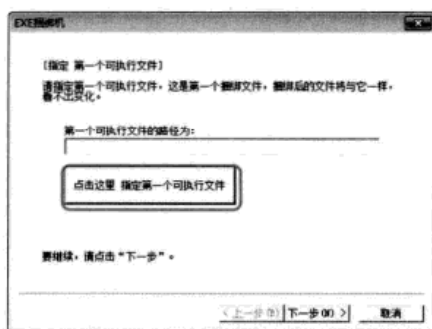 EXE捆绑机
[指定 第一个可执行文件]
请指定第一个可执行文件，这是第一个捆绑文件，捆绑后的文件将与它一样，
看不出变化。
第一个可执行文件的路径为:
点击这里 指定第一个可执行文件
要继续，请点击“下一步”。
< 上一步(B) 下一步(N) > 取消